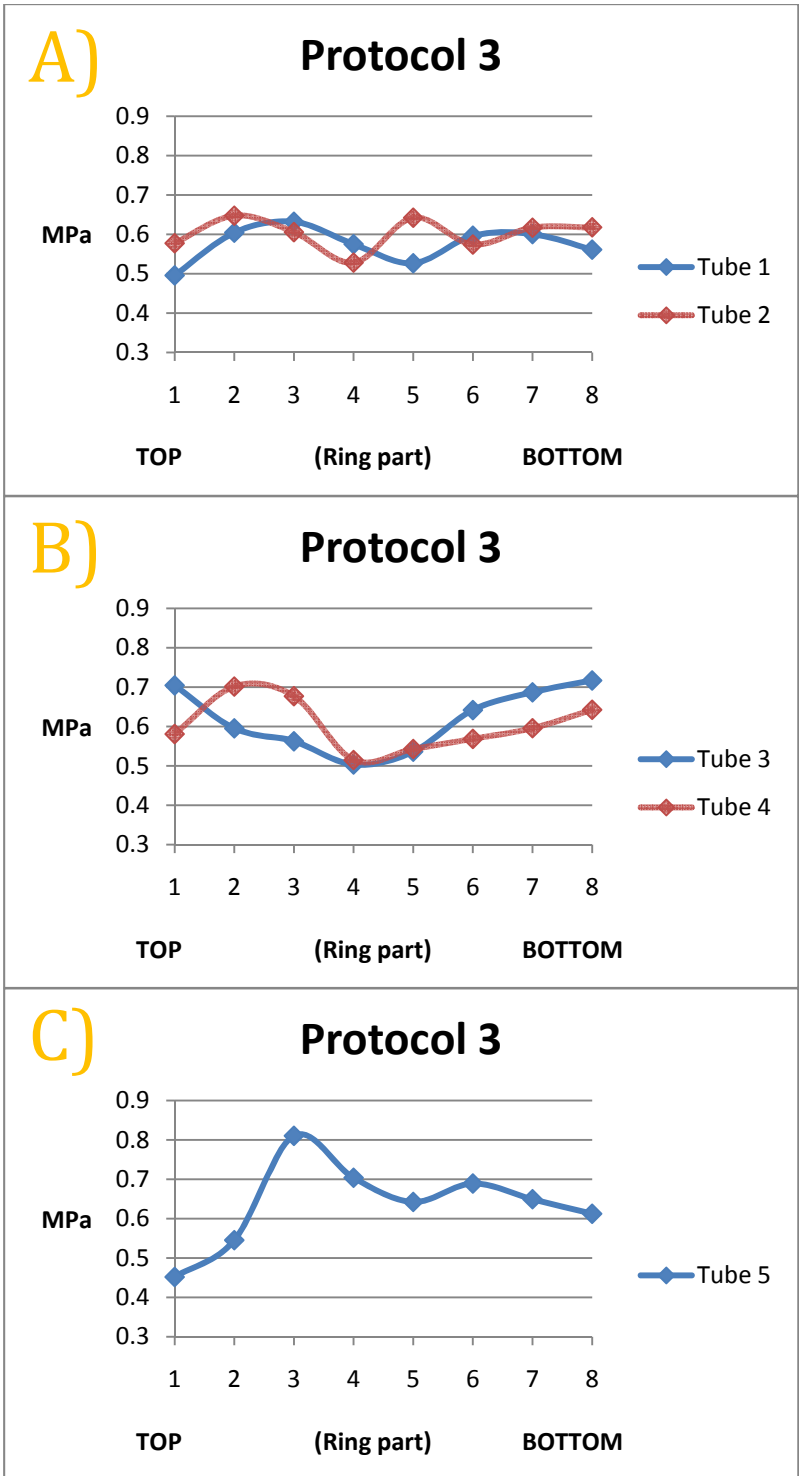 A)
Protocol 3
0.9
0.8
0.7
MPa 0.6
0.5
0.4
0.3
Tube 1
Tube 2
1 2 3 4 5 6 7 8
TOP (Ring part) BOTTOM
B)
Protocol 3
0.9
0.8
0.7
MPa 0.6
0.5
0.4
0.3
Tube 3
Tube 4
1 2 3 4 5 6 7 8
TOP (Ring part) BOTTOM
C)
Protocol 3
0.9
0.8
0.7
MPa 0.6
0.5
0.4
0.3
Tube 5
1 2 3 4 5 6 7 8
TOP (Ring part) BOTTOM